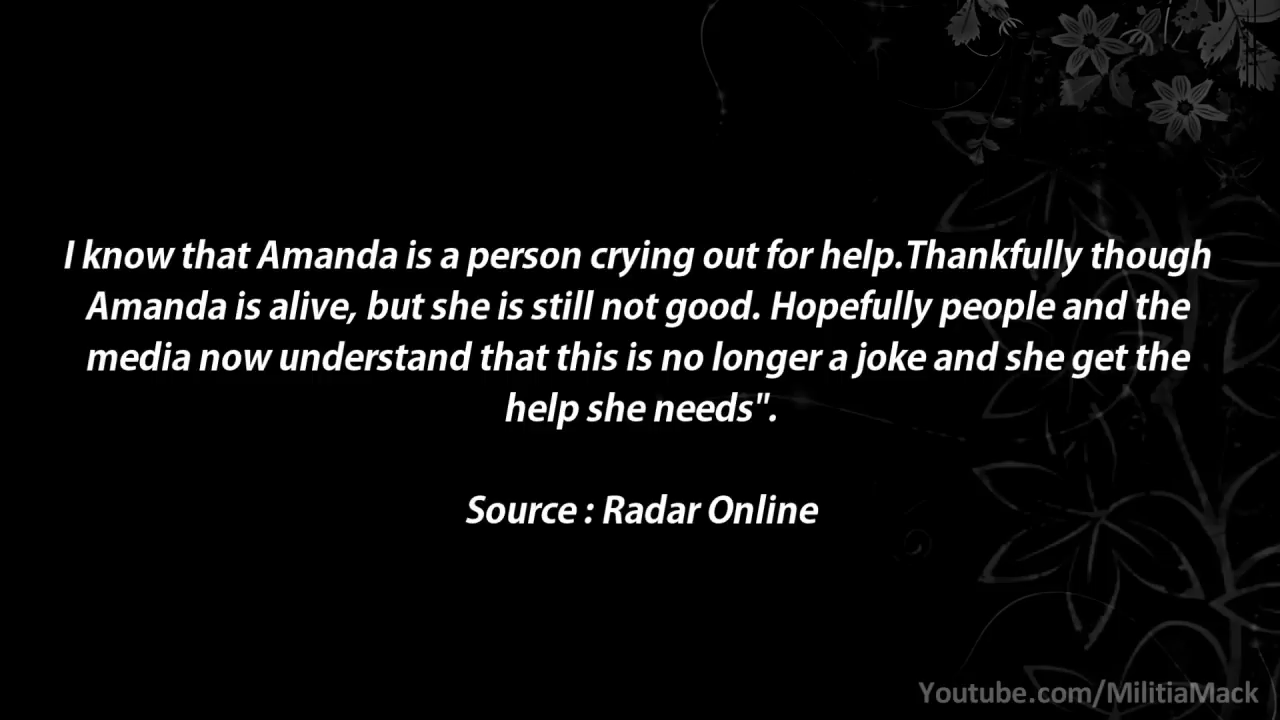 I know that Amanda is a person crying out for help.Thankfully though
Amanda is alive, but she is still not good. Hopefully people and the
media now understand that this is no longer a joke and she get the
help she needs".
Source : Radar Online
Youtube.com/MilitiaMack